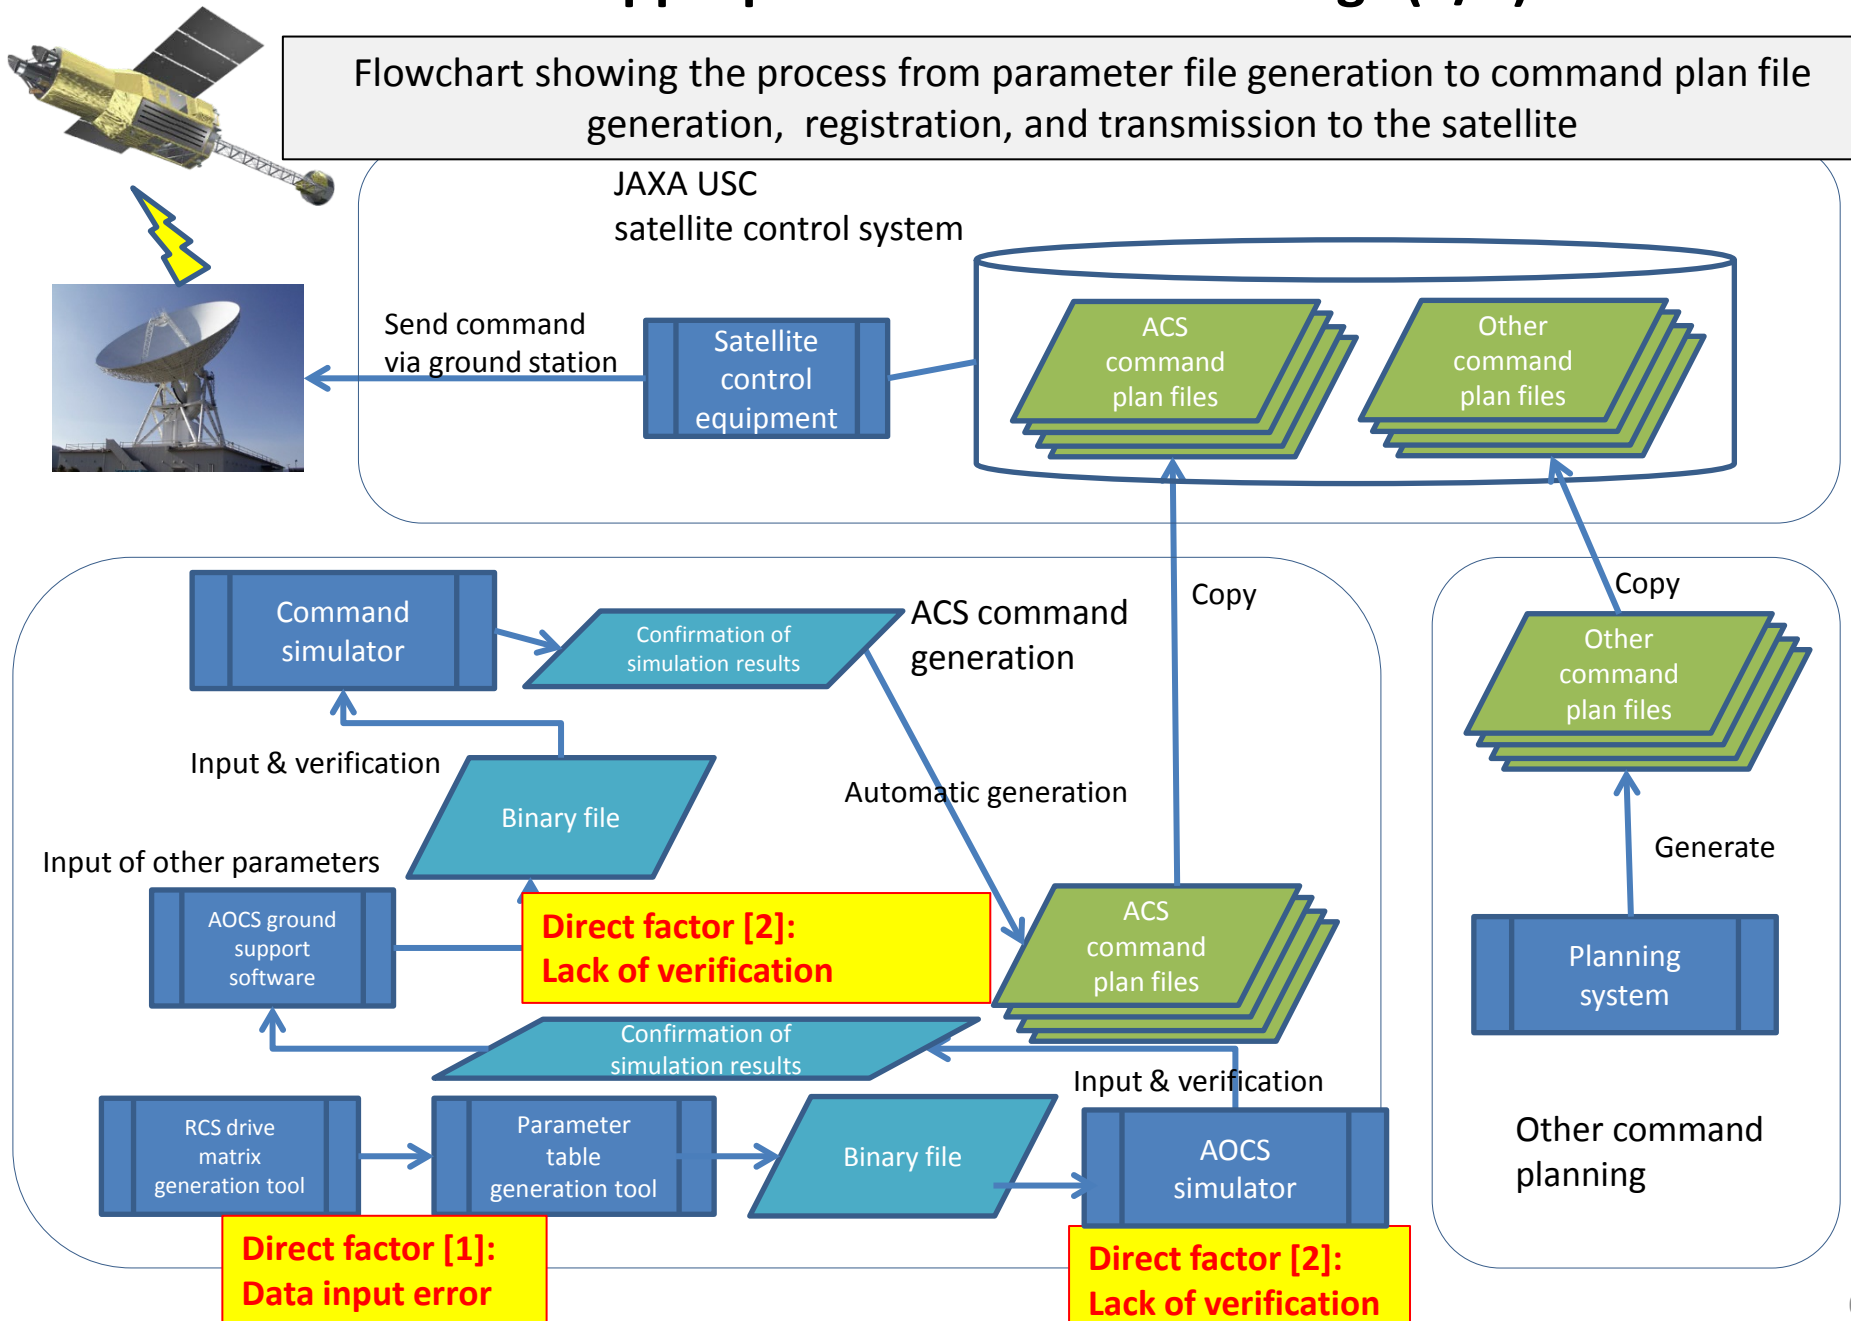 Flowchart showing the process from parameter file generation to command plan file
generation, registration, and transmission to the satellite
JAXA USC
satellite control system
Send command
via ground station
Satellite
control
equipment
ACS
command
plan files
Other
command
plan files
Copy
Copy
Command
simulator
Confirmation of
simulation results
ACS command
generation
Input & verification
Binary file
Automatic generation
Input of other parameters
AOCS ground
support
software
Direct factor [2]:
Lack of verification
ACS
command
plan files
Confirmation of
simulation results
Input & verification
RCS drive
matrix
generation tool
Parameter
table
generation tool
Binary file
AOCS
simulator
Direct factor [1]:
Data input error
Direct factor [2]:
Lack of verification
Other
command
plan files
Generate
Planning
system
Other command
planning